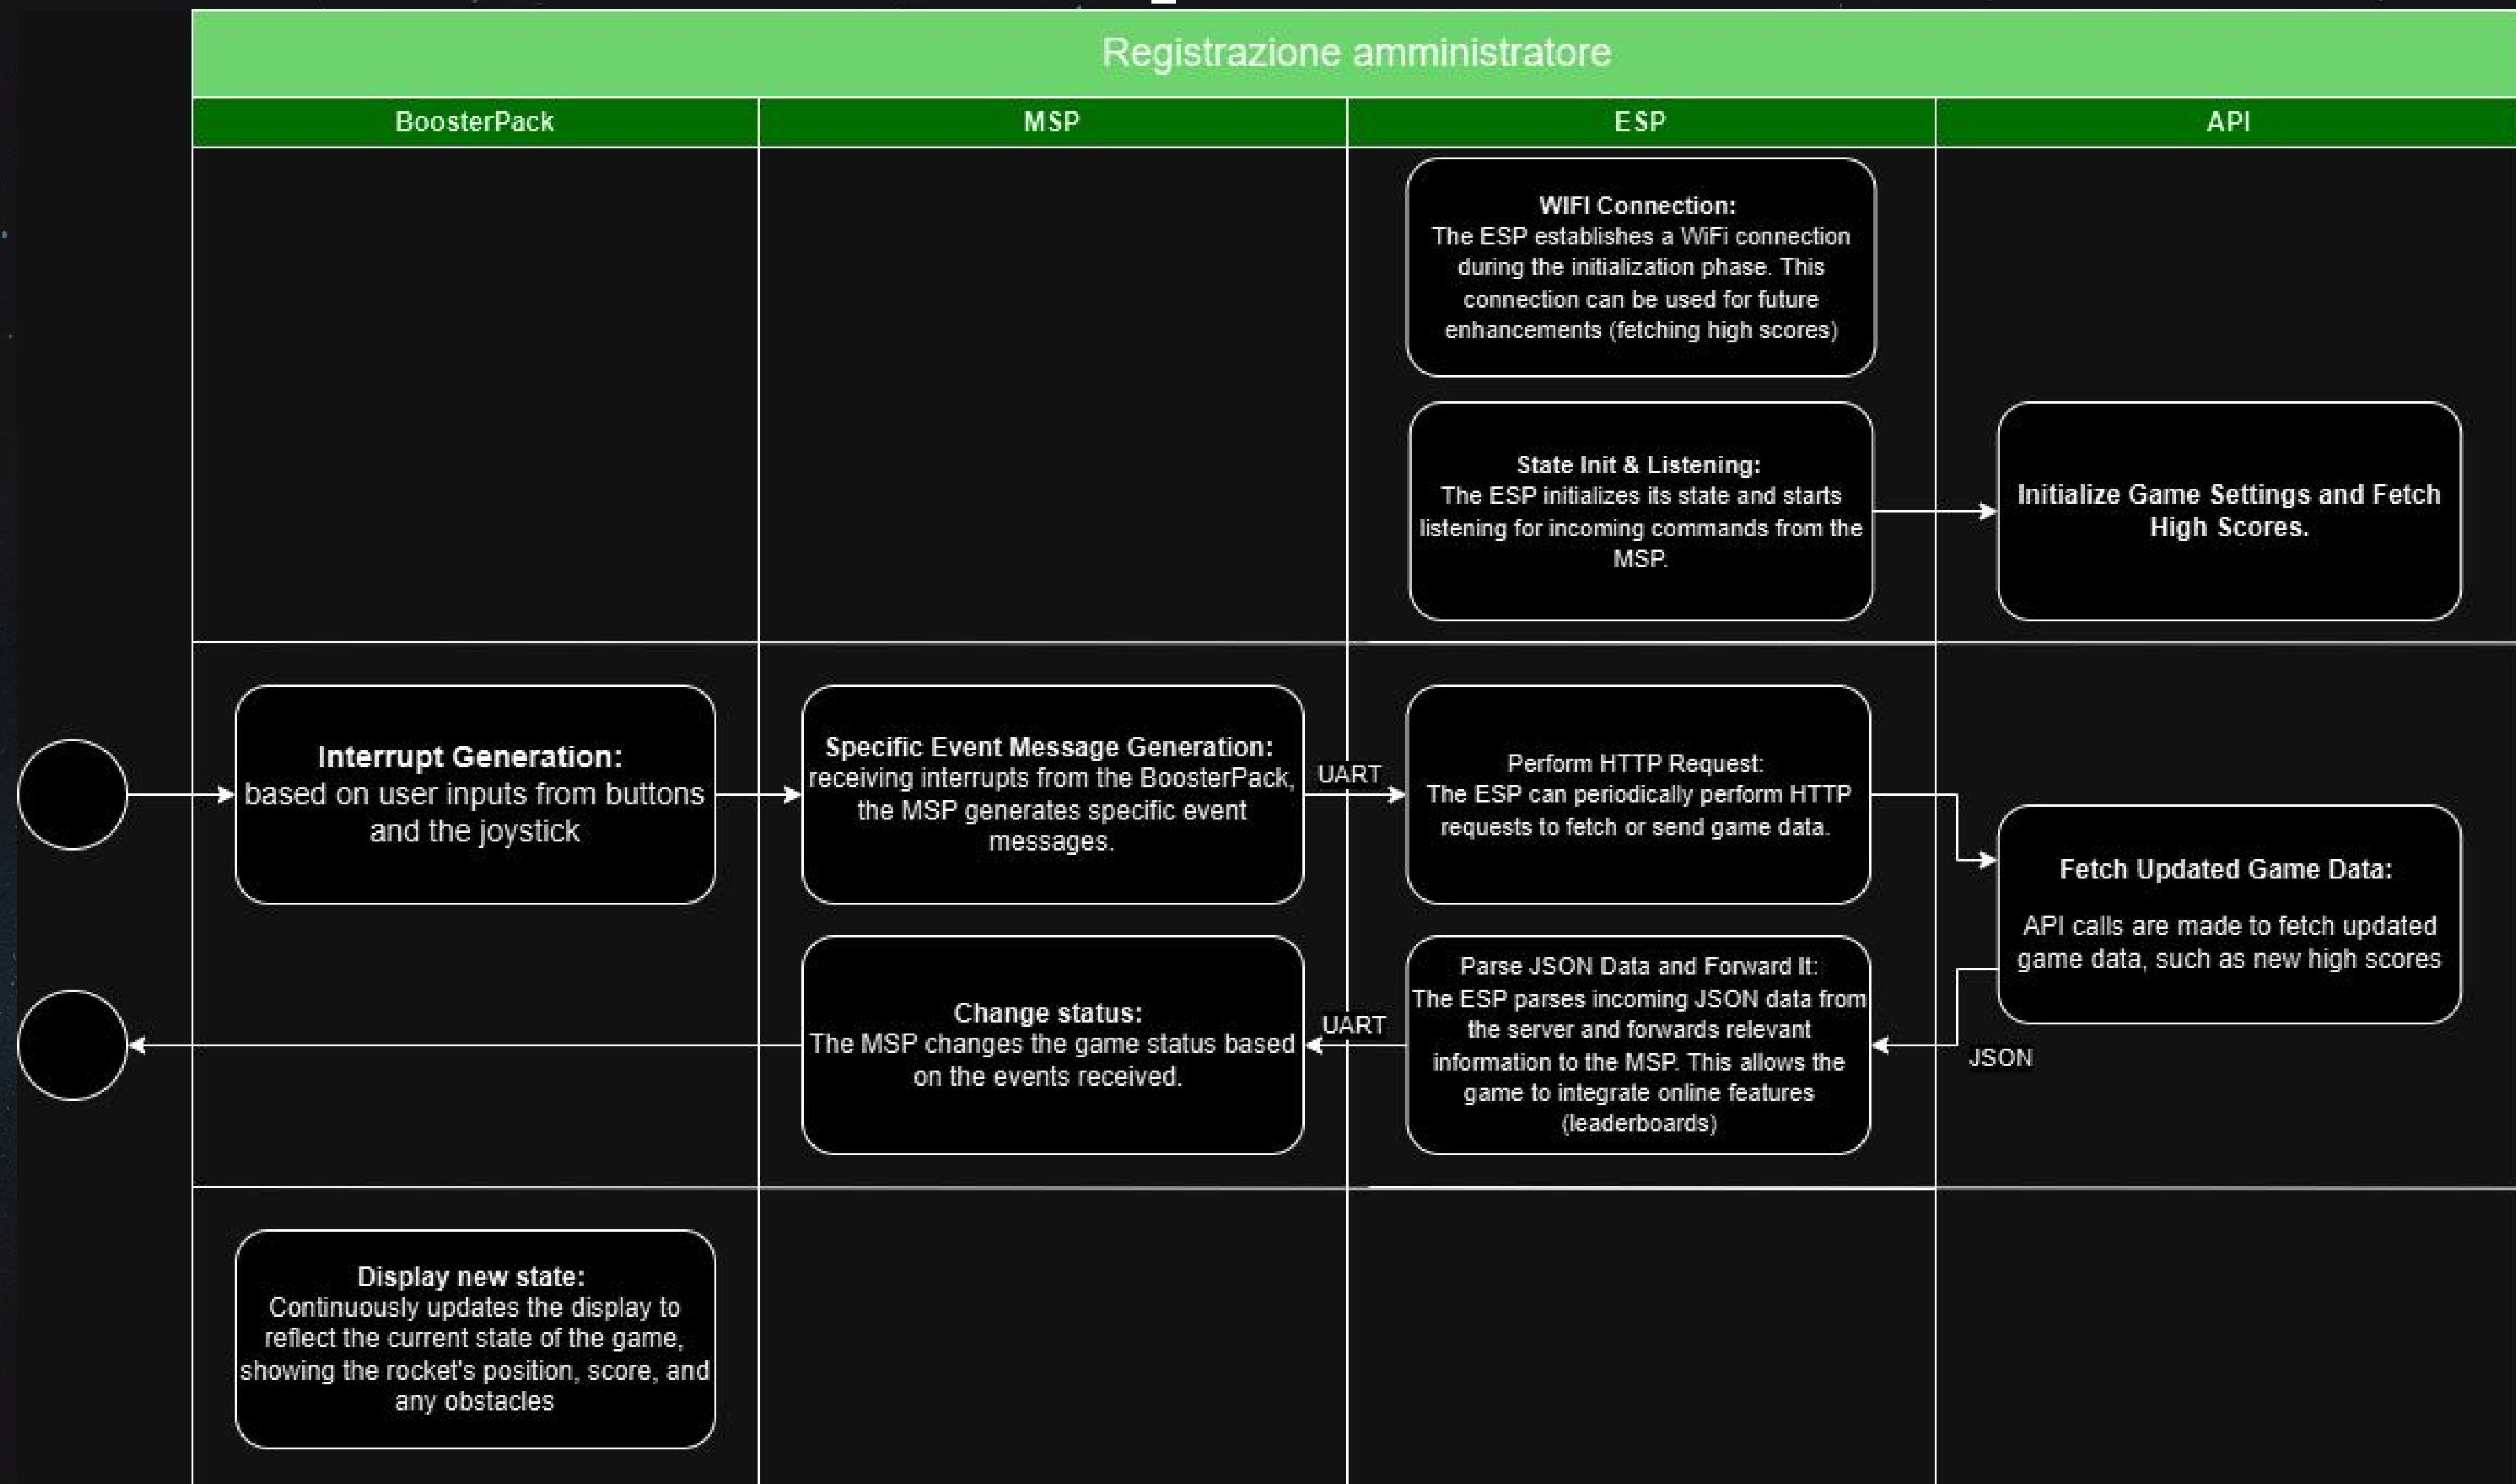 Registrazione amministratore
BoosterPack
MSP
ESP
API
WIFI Connection:
The ESP establishes a WiFi connection
during the initialization phase. This
connection can be used for future
enhancements (fetching high scores)
State Init & Listening:
The ESP initializes its state and starts
listening for incoming commands from the
MSP.
Initialize Game Settings and Fetch
High Scores.
Interrupt Generation:
based on user inputs from buttons
and the joystick
Specific Event Message Generation:
receiving interrupts from the BoosterPack,
the MSP generates specific event
messages.
UART
Perform HTTP Request:
The ESP can periodically perform HTTP
requests to fetch or send game data.
Fetch Updated Game Data:
API calls are made to fetch updated
game data, such as new high scores
Change status:
The MSP changes the game status based
on the events received.
UART
Parse JSON Data and Forward It:
The ESP parses incoming JSON data from
the server and forwards relevant
information to the MSP. This allows the
game to integrate online features
(leaderboards)
JSON
Display new state:
Continuously updates the display to
reflect the current state of the game,
showing the rocket's position, score, and
any obstacles